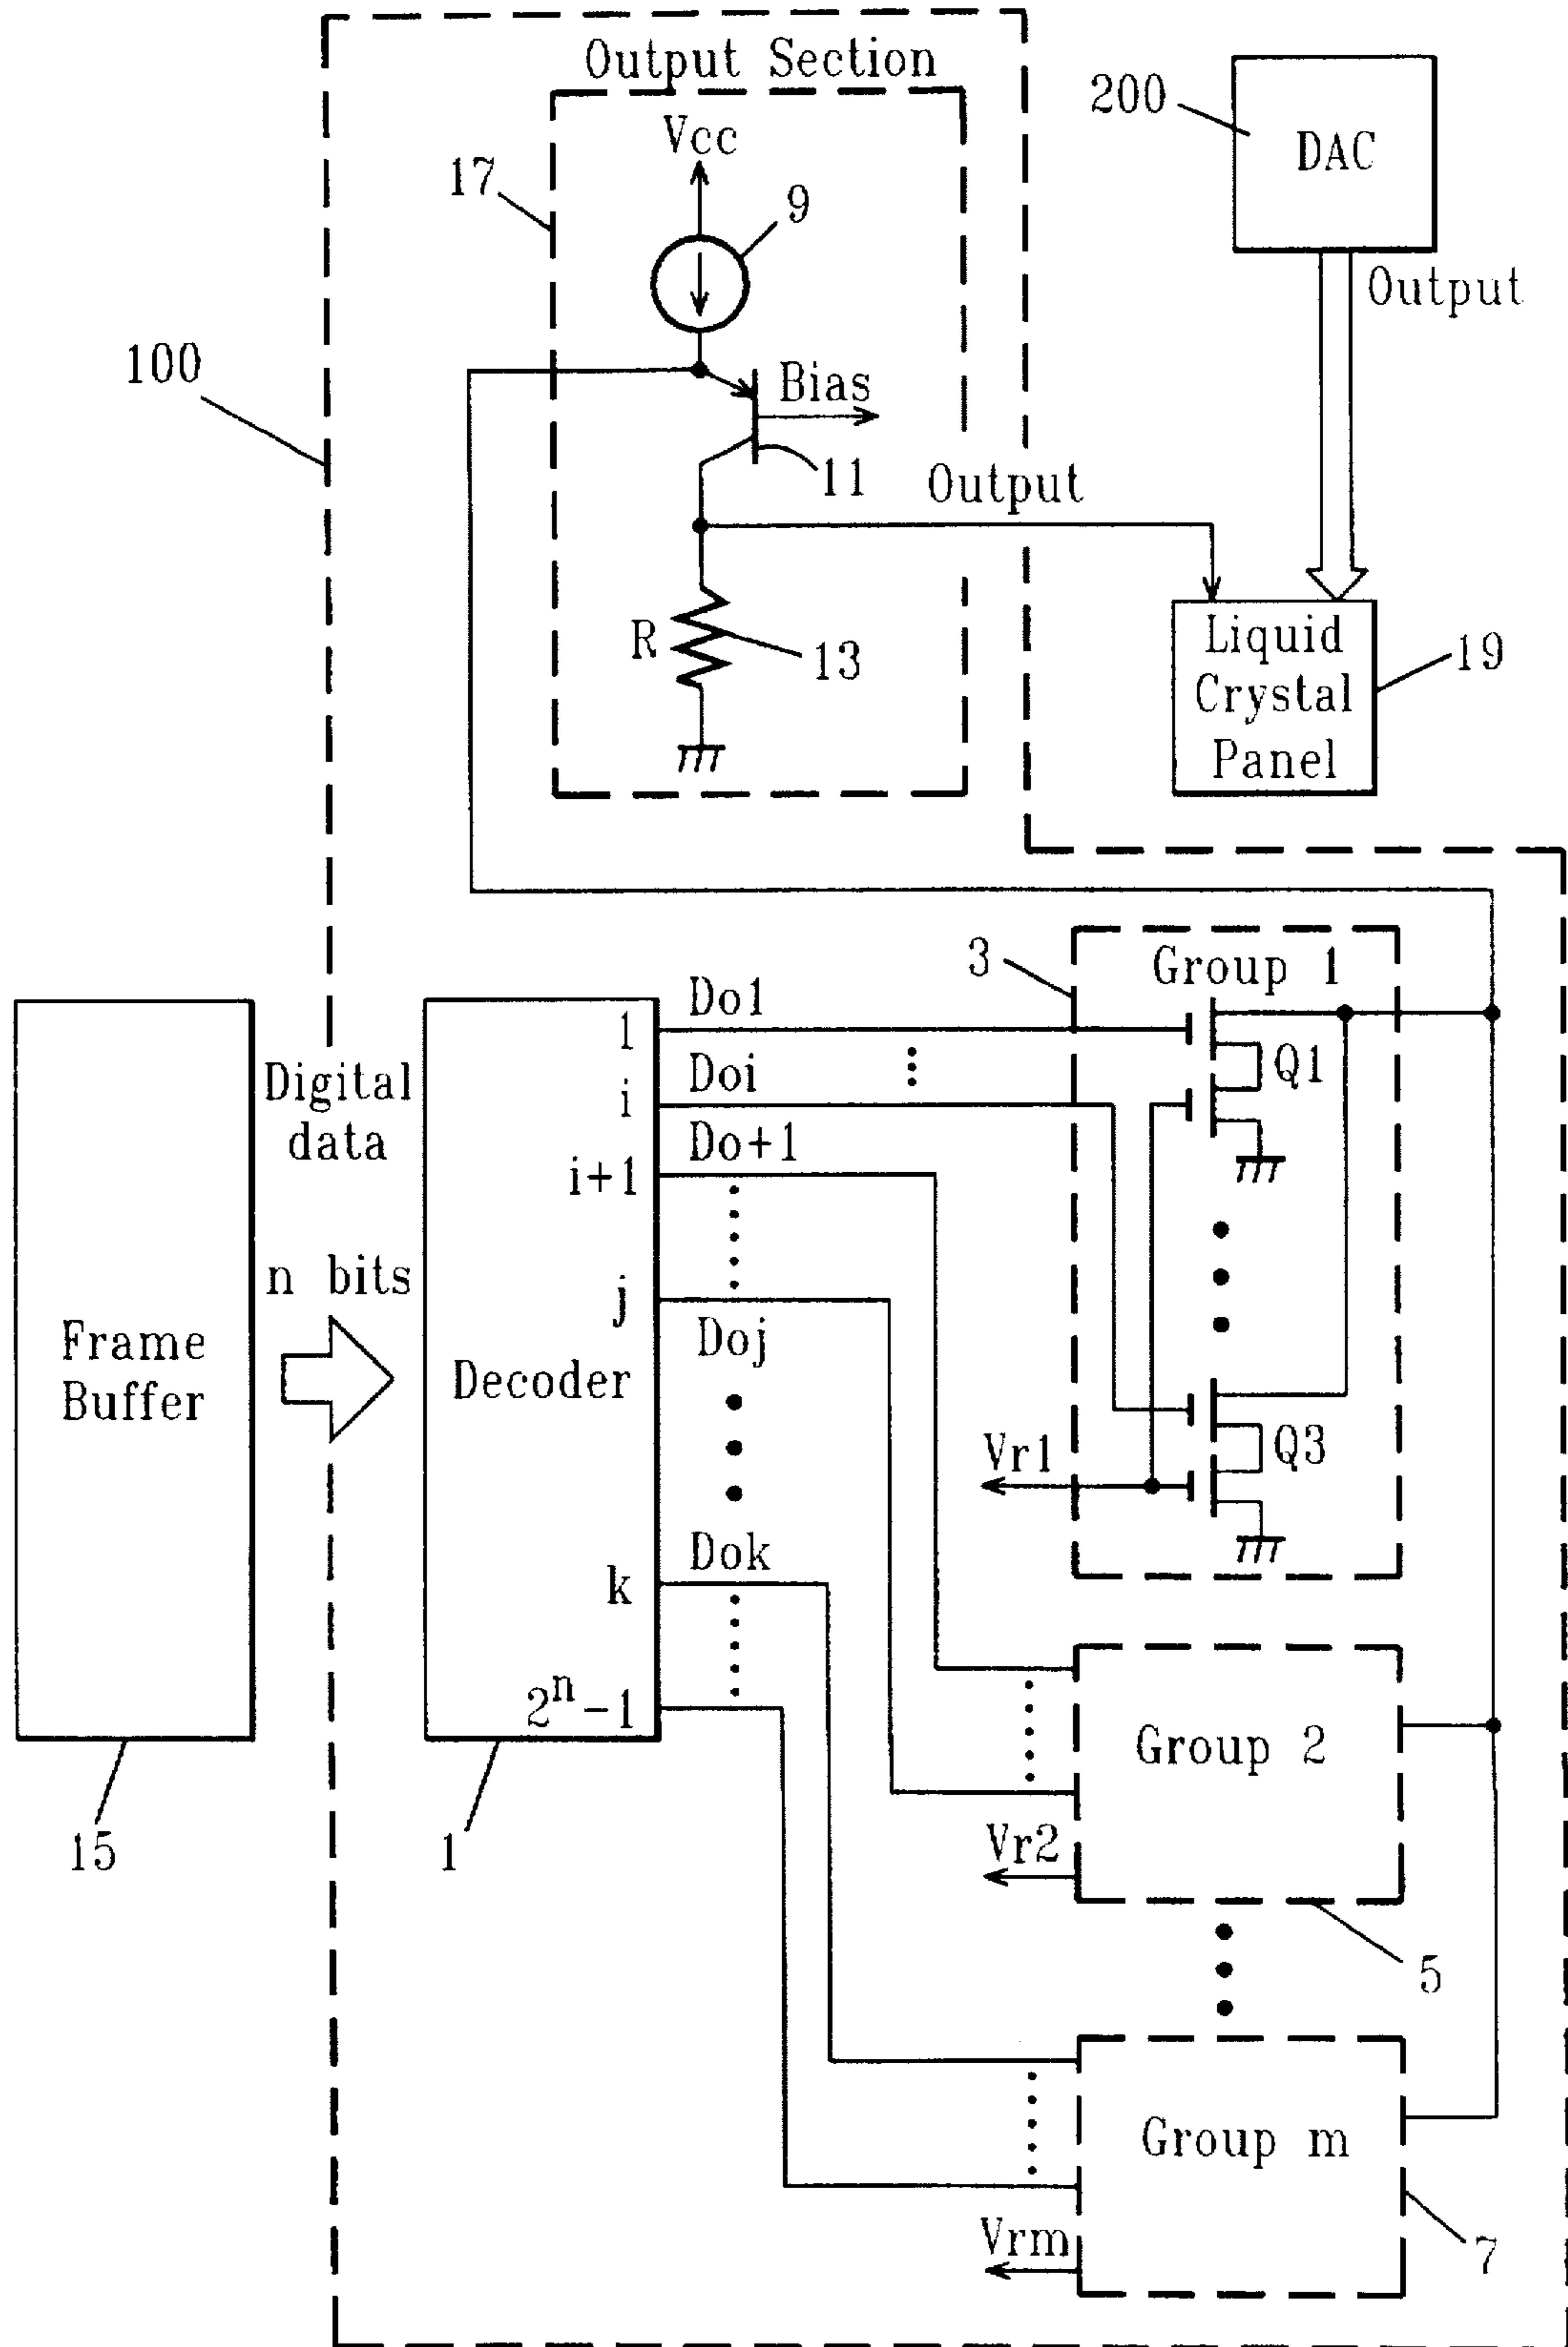 Output Section
200
DAC
Vcc
17
9
Output
100
Bias
11
Output
R
13
Liquid
Crystal
Panel
19
3
Group 1
Do1
1
Digital
data
Doi
i
Q1
Do+1
i+1
n bits
j
Doj
Frame
Buffer
Decoder
Vr1
Q3
Dok
k
2ⁿ-1
Group 2
15
1
Vr2
5
Group m
Vrm
7